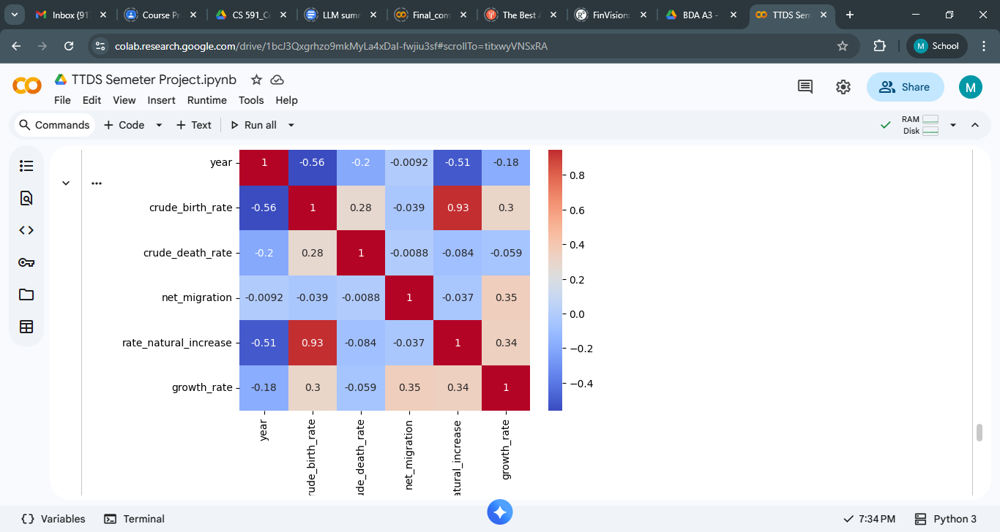 Inbox (91
Course Pr
CS 591_Co
LLM sumr
Final_com
The Best A
FinVision:
BDA A3 -
TTDS Sem
colab.research.google.com/drive/1bcJ3Qxgrhzo9mkMyLa4xDaI-fwjiu3sf#scrollTo=titxwyVNSxRA
M School
TTDS Semeter Project.ipynb
File Edit View Insert Runtime Tools Help
Share
M
Commands + Code + Text Run all
RAM
Disk
year 1 -0.56 -0.2 -0.0092 -0.51 -0.18
crude_birth_rate -0.56 1 0.28 -0.039 0.93 0.3
crude_death_rate -0.2 0.28 1 -0.0088 -0.084 -0.059
net_migration -0.0092 -0.039 -0.0088 1 -0.037 0.35
rate_natural_increase -0.51 0.93 -0.084 -0.037 1 0.34
growth_rate -0.18 0.3 -0.059 0.35 0.34 1
0.8
0.6
0.4
0.2
0.0
−0.2
−0.4
year
rude_birth_rate
ude_death_rate
net_migration
atural_increase
growth_rate
Variables Terminal
7:34 PM Python 3